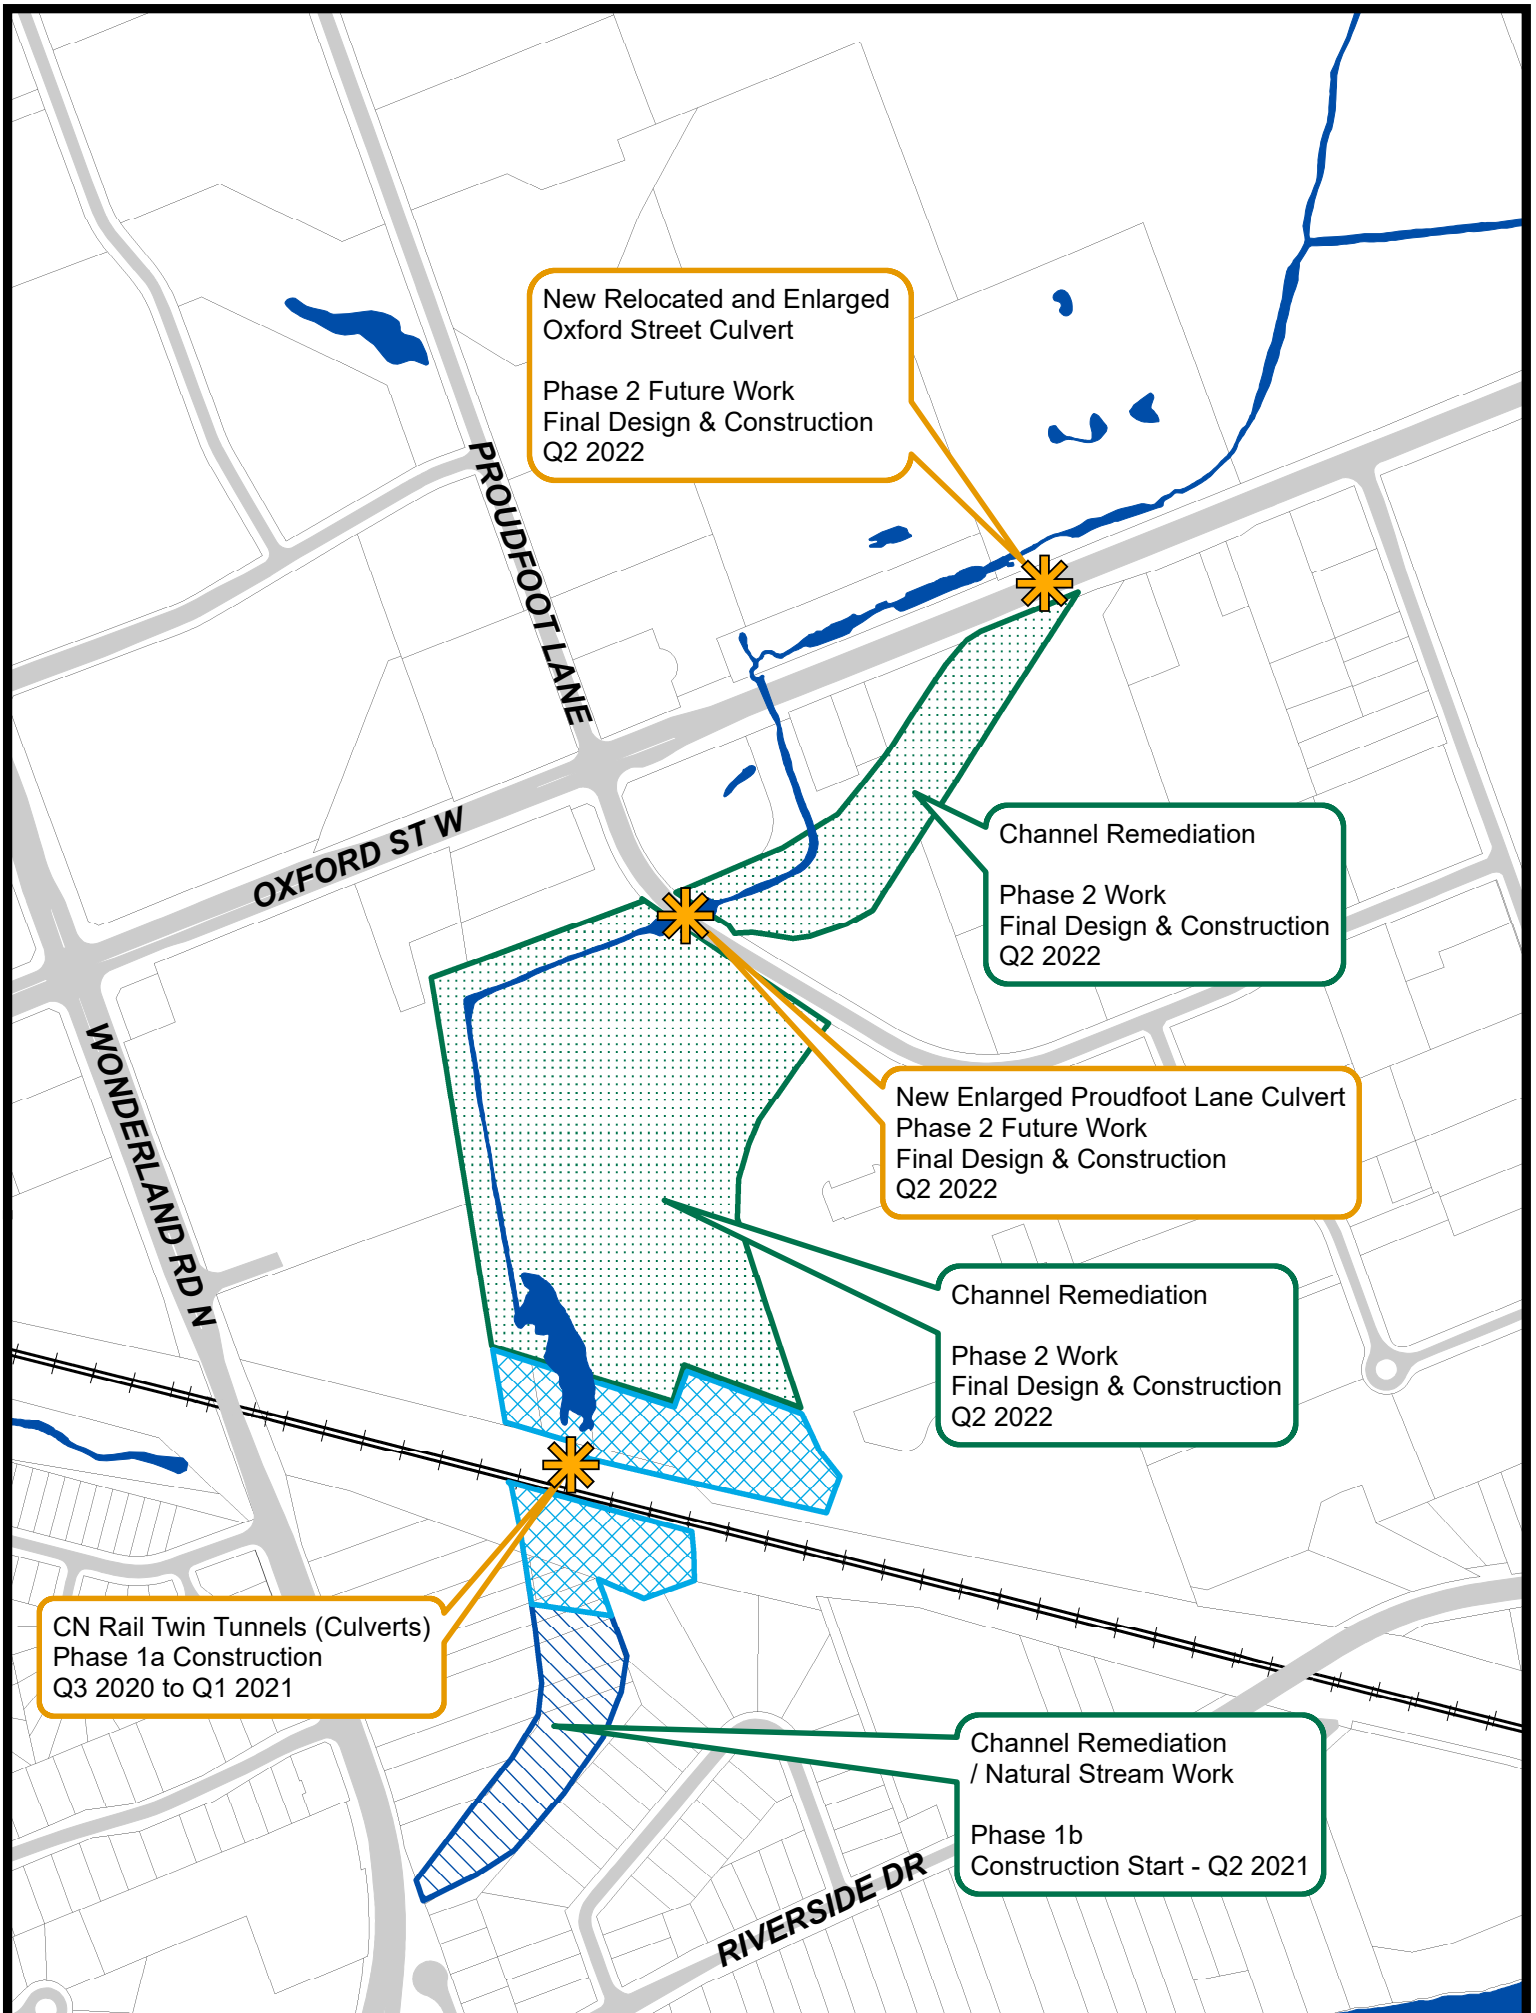 New Relocated and Enlarged
Oxford Street Culvert
Phase 2 Future Work
Final Design & Construction
Q2 2022
PROUDFOOT LANE
OXFORD ST W
Channel Remediation
Phase 2 Work
Final Design & Construction
Q2 2022
WONDERLAND RD N
New Enlarged Proudfoot Lane Culvert
Phase 2 Future Work
Final Design & Construction
Q2 2022
Channel Remediation
Phase 2 Work
Final Design & Construction
Q2 2022
CN Rail Twin Tunnels (Culverts)
Phase 1a Construction
Q3 2020 to Q1 2021
Channel Remediation
/ Natural Stream Work
Phase 1b
Construction Start - Q2 2021
RIVERSIDE DR